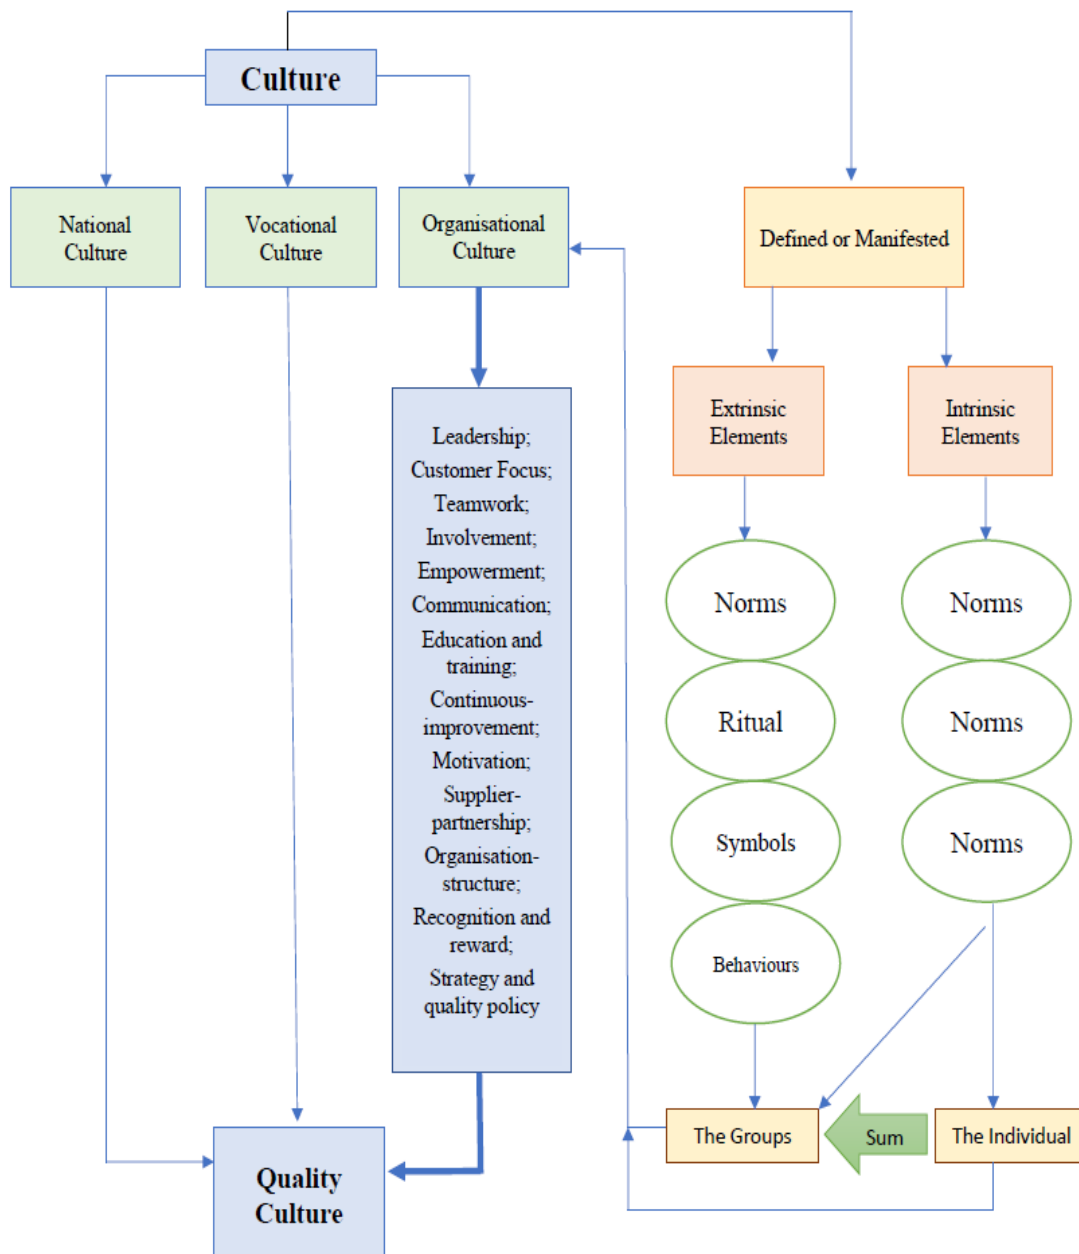 Culture
National
Culture
Vocational
Culture
Organisational
Culture
Defined or Manifested
Extrinsic
Elements
Intrinsic
Elements
Leadership;
Customer Focus;
Teamwork;
Involvement;
Empowerment;
Communication;
Education and
training;
Continuous-
improvement;
Motivation;
Supplier-
partnership;
Organisation-
structure;
Recognition and
reward;
Strategy and
quality policy
Norms
Ritual
Symbols
Behaviours
Norms
Norms
Norms
The Groups
Sum
The Individual
Quality
Culture